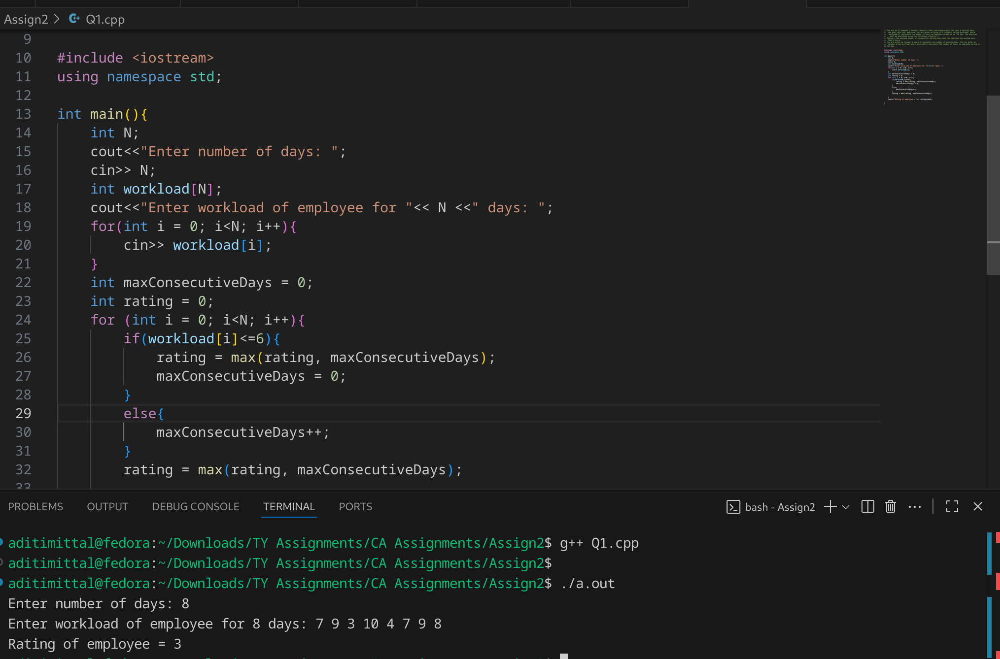 Assign2 > Q1.cpp
9
10 #include <iostream>
11 using namespace std;
12
13 int main(){
14 int N;
15 cout<<"Enter number of days: ";
16 cin>> N;
17 int workload[N];
18 cout<<"Enter workload of employee for "<< N <<" days: ";
19 for(int i = 0; i<N; i++){
20 cin>> workload[i];
21 }
22 int maxConsecutiveDays = 0;
23 int rating = 0;
24 for (int i = 0; i<N; i++){
25 if(workload[i]<=6){
26 rating = max(rating, maxConsecutiveDays);
27 maxConsecutiveDays = 0;
28 }
29 else{
30 maxConsecutiveDays++;
31 }
32 rating = max(rating, maxConsecutiveDays);
33
PROBLEMS OUTPUT DEBUG CONSOLE TERMINAL PORTS bash - Assign2
aditimittal@fedora:~/Downloads/TY Assignments/CA Assignments/Assign2$ g++ Q1.cpp
aditimittal@fedora:~/Downloads/TY Assignments/CA Assignments/Assign2$
aditimittal@fedora:~/Downloads/TY Assignments/CA Assignments/Assign2$ ./a.out
Enter number of days: 8
Enter workload of employee for 8 days: 7 9 3 10 4 7 9 8
Rating of employee = 3